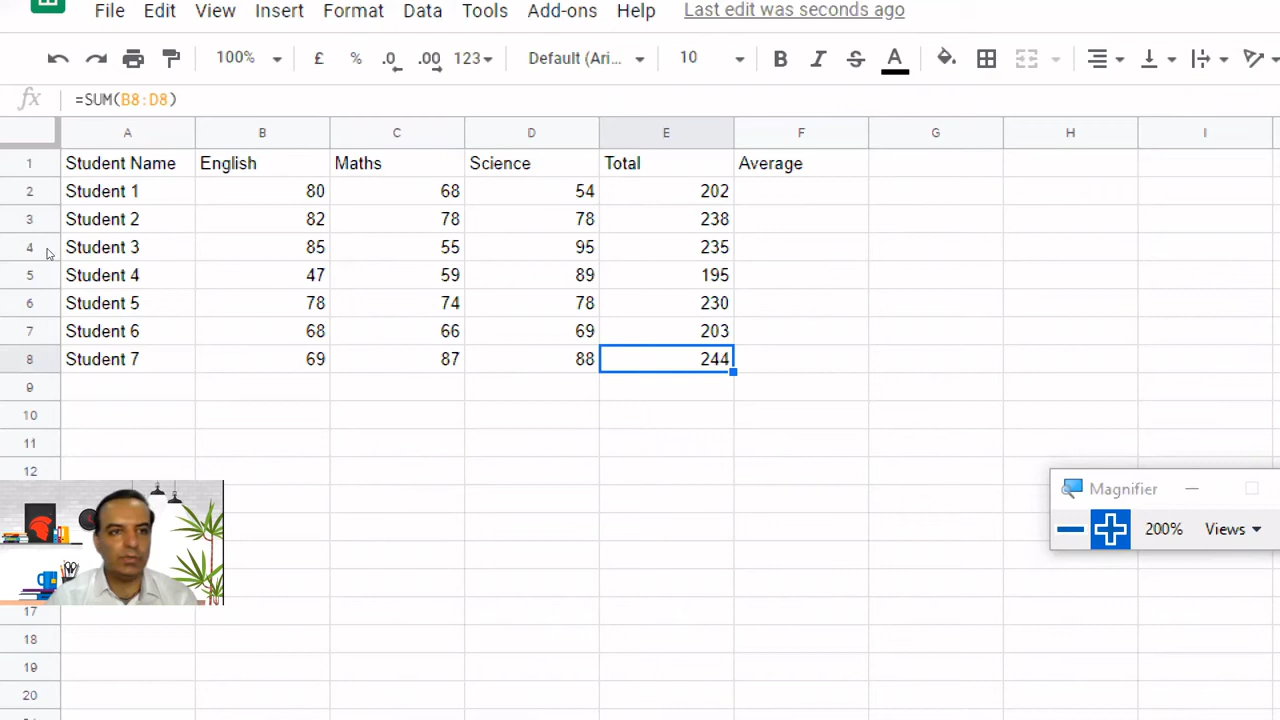 File Edit View Insert Format Data Tools Add-ons Help Last edit was seconds ago
100% £ % .0 .00 123 Default (Ari... 10 B I S A
fx =SUM(B8:D8)
A B C D E F G H I
1 Student Name English Maths Science Total Average
2 Student 1 80 68 54 202
3 Student 2 82 78 78 238
4 Student 3 85 55 95 235
5 Student 4 47 59 89 195
6 Student 5 78 74 78 230
7 Student 6 68 66 69 203
8 Student 7 69 87 88 244
9
10
11
12
Magnifier
200% Views
17
18
19
20